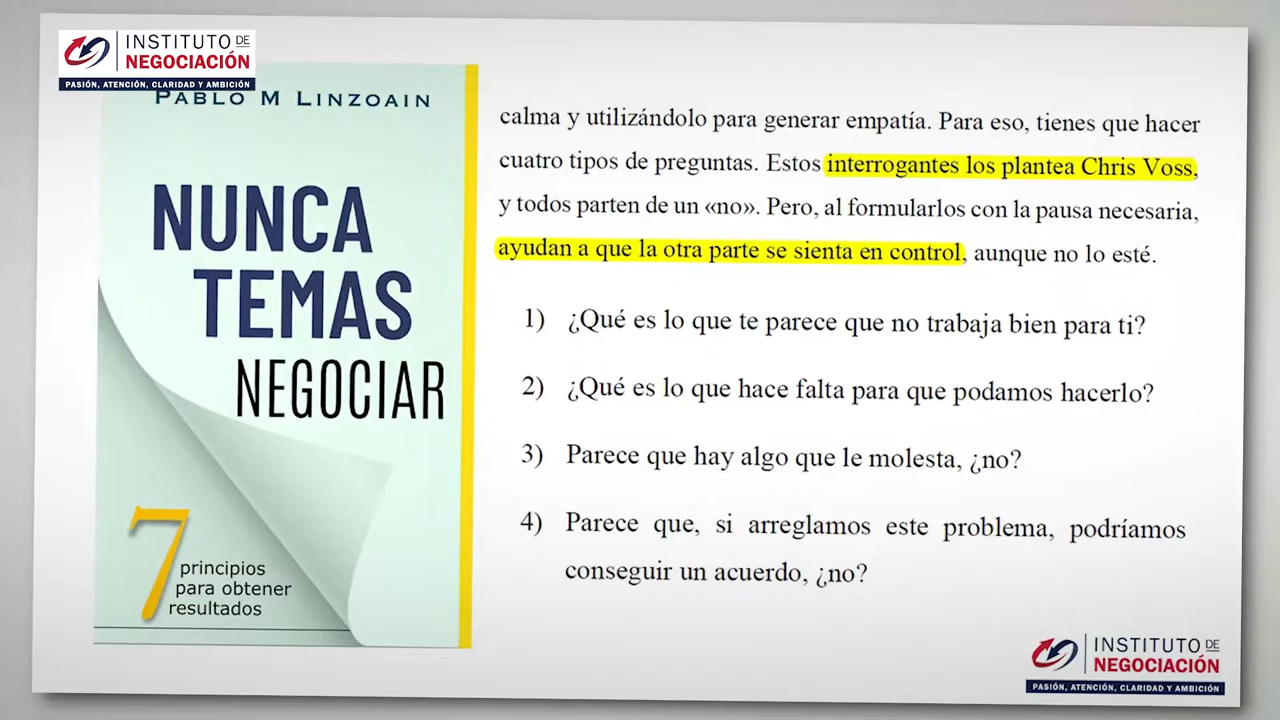 INSTITUTO DE
NEGOCIACIÓN
PASIÓN, ATENCIÓN, CLARIDAD Y AMBICIÓN
PABLO M LINZOAIN
NUNCA
TEMAS
NEGOCIAR
7 principios
para obtener
resultados
calma y utilizándolo para generar empatía. Para eso, tienes que hacer
cuatro tipos de preguntas. Estos interrogantes los plantea Chris Voss,
y todos parten de un «no». Pero, al formularlos con la pausa necesaria,
ayudan a que la otra parte se sienta en control, aunque no lo esté.
1) ¿Qué es lo que te parece que no trabaja bien para ti?
2) ¿Qué es lo que hace falta para que podamos hacerlo?
3) Parece que hay algo que le molesta, ¿no?
4) Parece que, si arreglamos este problema, podríamos
conseguir un acuerdo, ¿no?
INSTITUTO DE
NEGOCIACIÓN
PASIÓN, ATENCIÓN, CLARIDAD Y AMBICIÓN